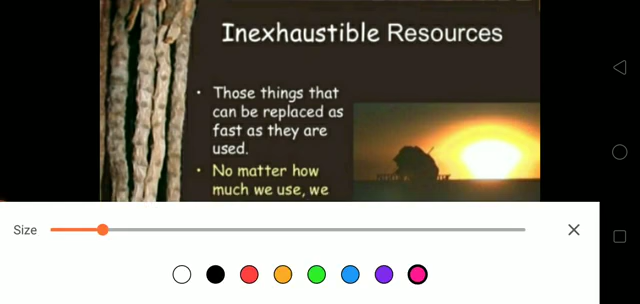 Inexhaustible Resources
• Those things that
can be replaced as
fast as they are
used.
• No matter how
much we use, we
Size